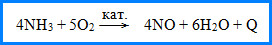 4NH₃ + 5O₂ кат.⟶ 4NO + 6H₂O + Q